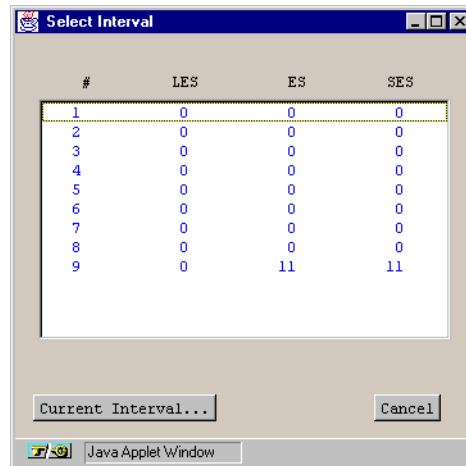 Select Interval
# LES ES SES
1 0 0 0
2 0 0 0
3 0 0 0
4 0 0 0
5 0 0 0
6 0 0 0
7 0 0 0
8 0 0 0
9 0 11 11
Current Interval... Cancel
Java Applet Window